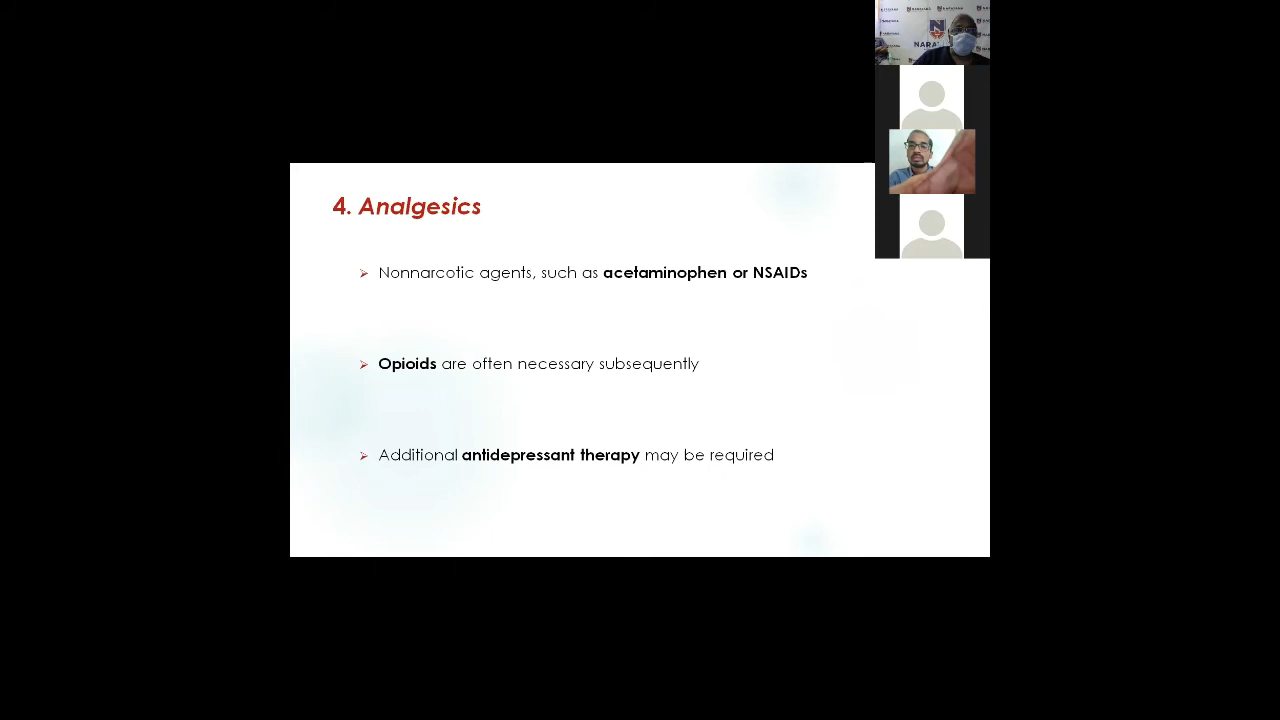 4. Analgesics
Nonnarcotic agents, such as acetaminophen or NSAIDs
Opioids are often necessary subsequently
Additional antidepressant therapy may be required